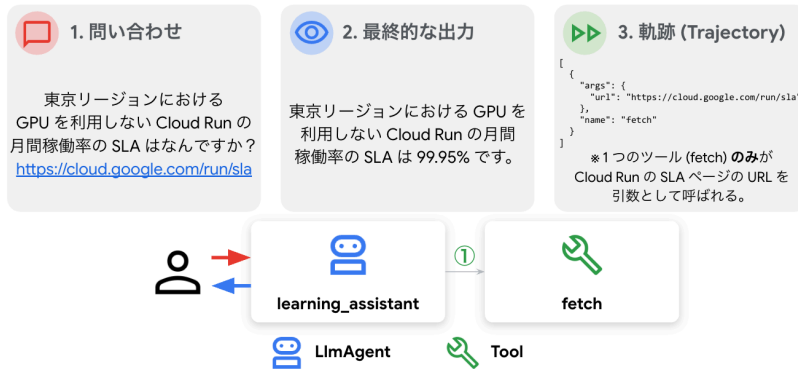 1. 問い合わせ
東京リージョンにおける
GPU を利用しない Cloud Run の
月間稼働率の SLA はなんですか？
https://cloud.google.com/run/sla
2. 最終的な出力
東京リージョンにおける GPU を
利用しない Cloud Run の月間
稼働率の SLA は 99.95% です。
3. 軌跡 (Trajectory)
[
{
"args": {
"url": "https://cloud.google.com/run/sla"
},
"name": "fetch"
}
]
※ 1 つのツール (fetch) のみが
Cloud Run の SLA ページの URL を
引数として呼ばれる。
①
learning_assistant
fetch
LlmAgent
Tool